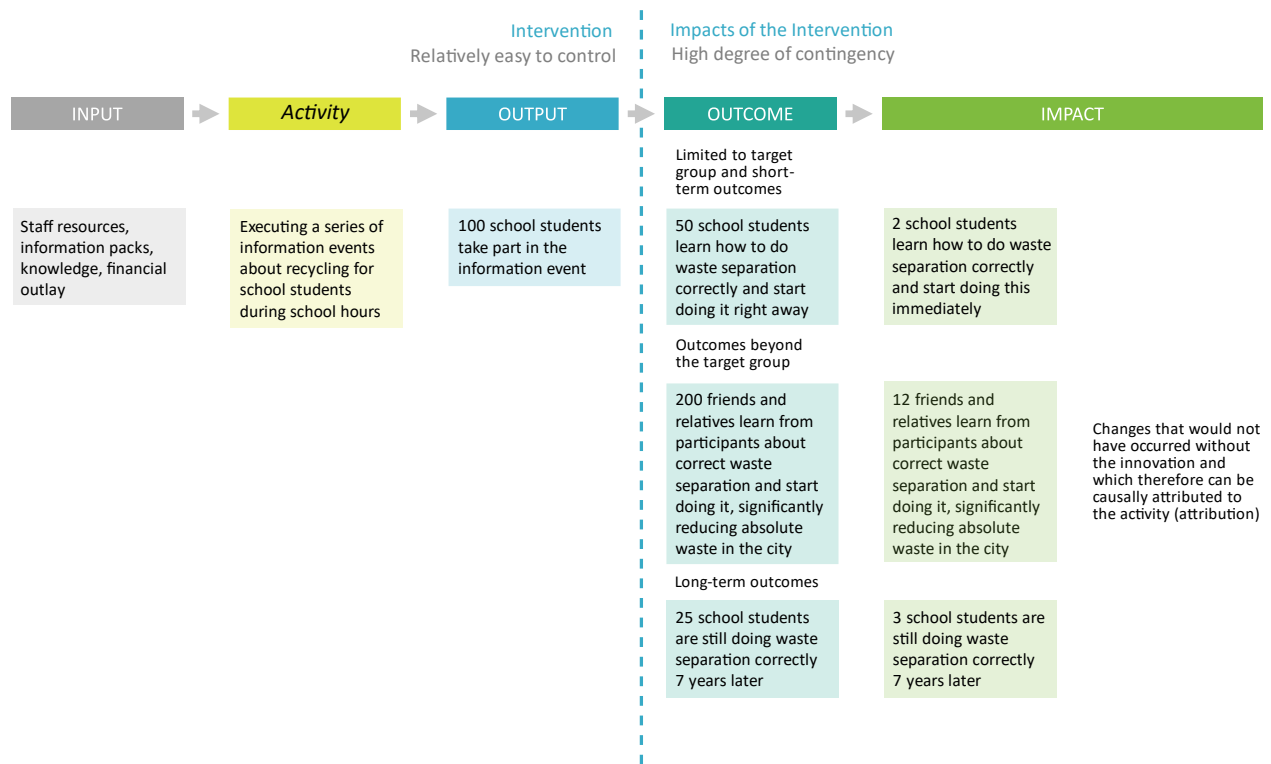 Intervention
Relatively easy to control
Impacts of the Intervention
High degree of contingency
INPUT
Activity
OUTPUT
OUTCOME
IMPACT
Limited to target
group and short-
term outcomes
Staff resources,
information packs,
knowledge, financial
outlay
Executing a series of
information events
about recycling for
school students
during school hours
100 school students
take part in the
information event
50 school students
learn how to do
waste separation
correctly and start
doing it right away
2 school students
learn how to do waste
separation correctly
and start doing this
immediately
Outcomes beyond
the target group
200 friends and
relatives learn from
participants about
correct waste
separation and start
doing it, significantly
reducing absolute
waste in the city
12 friends and
relatives learn from
participants about
correct waste
separation and start
doing it, significantly
reducing absolute
waste in the city
Changes that would not
have occurred without
the innovation and
which therefore can be
causally attributed to
the activity (attribution)
Long-term outcomes
25 school students
are still doing waste
separation correctly
7 years later
3 school students are
still doing waste
separation correctly
7 years later